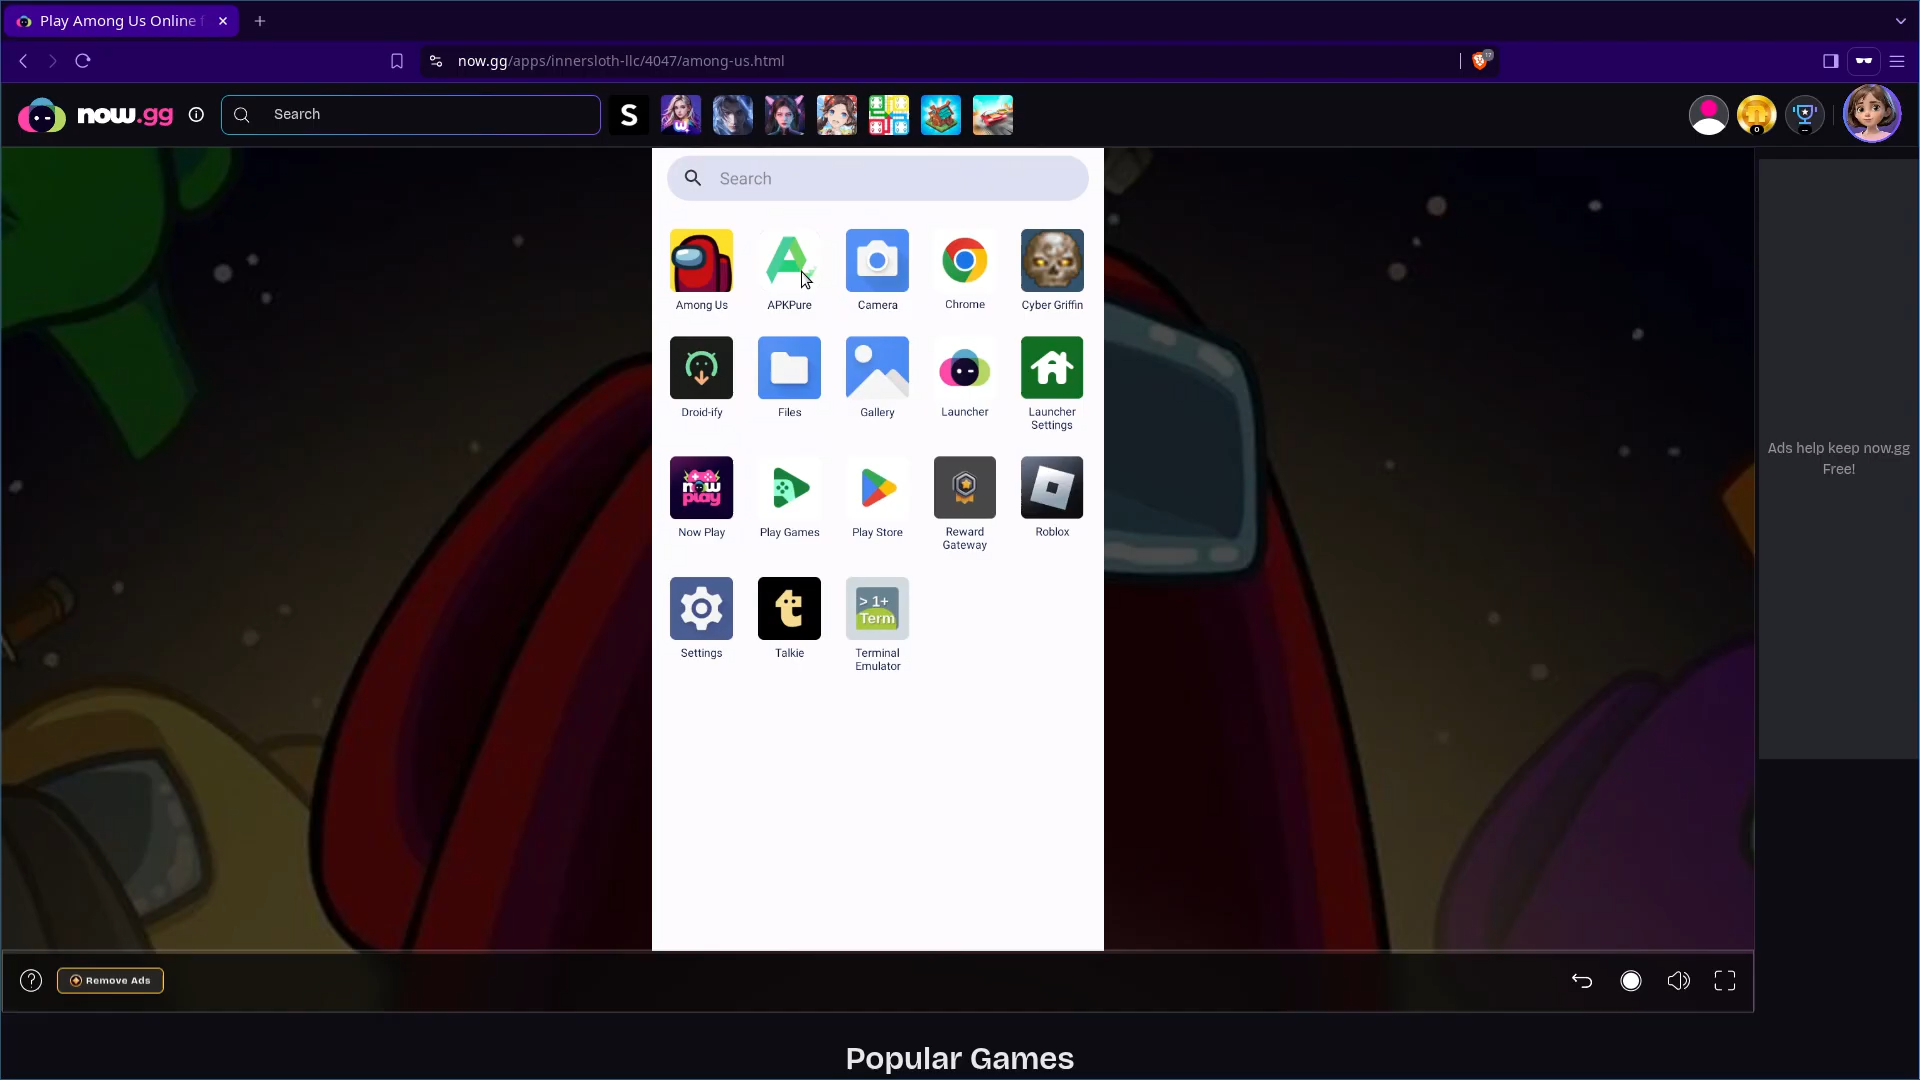 Play Among Us Online f
now.gg/apps/innersloth-llc/4047/among-us.html
17
now.gg
Search
S
0
--
Search
Among Us
APKPure
Camera
Chrome
Cyber Griffin
Droid-ify
Files
Gallery
Launcher
Launcher
Settings
now
play
Now Play
Play Games
Play Store
Reward
Gateway
Roblox
Settings
t
Talkie
> 1+
Term
Terminal
Emulator
Ads help keep now.gg
Free!
Remove Ads
Popular Games